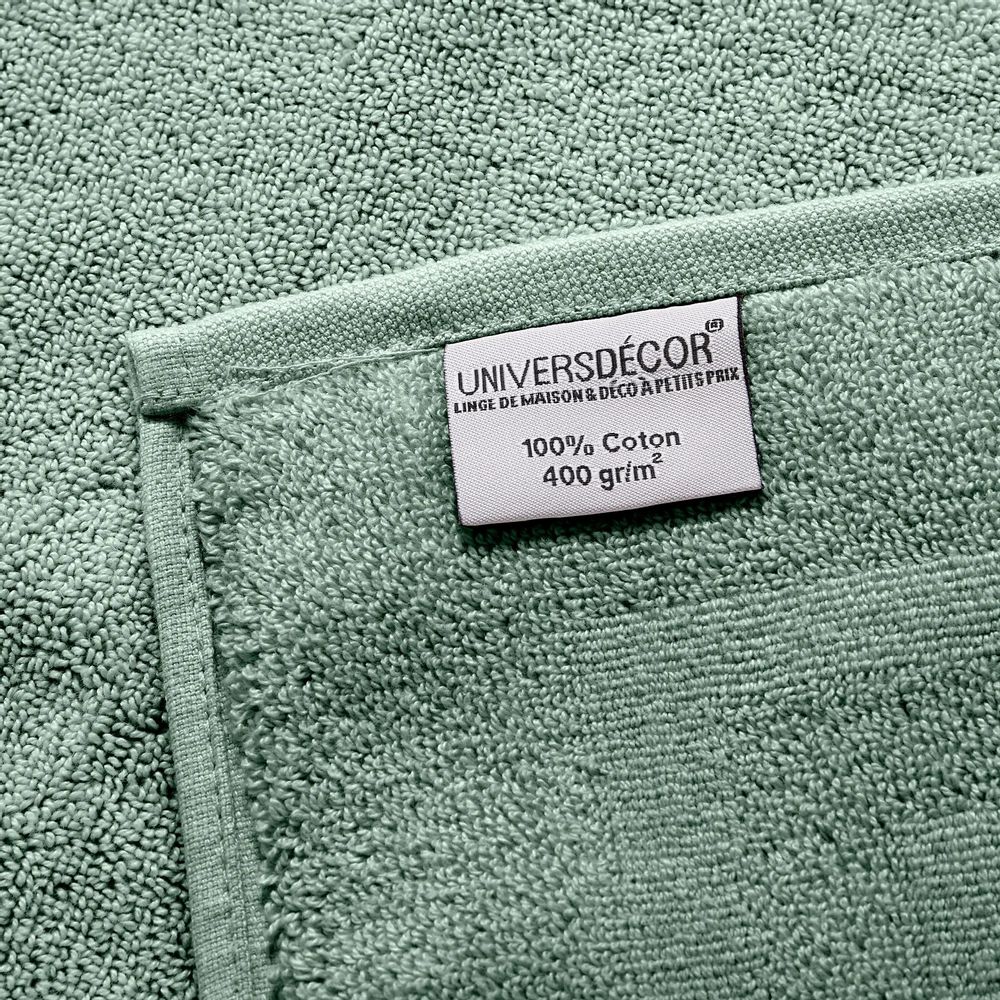 UNIVERSDÉCOR®
LINGE DE MAISON & DÉCO À PETITS PRIX
100% Coton
400 gr/m²